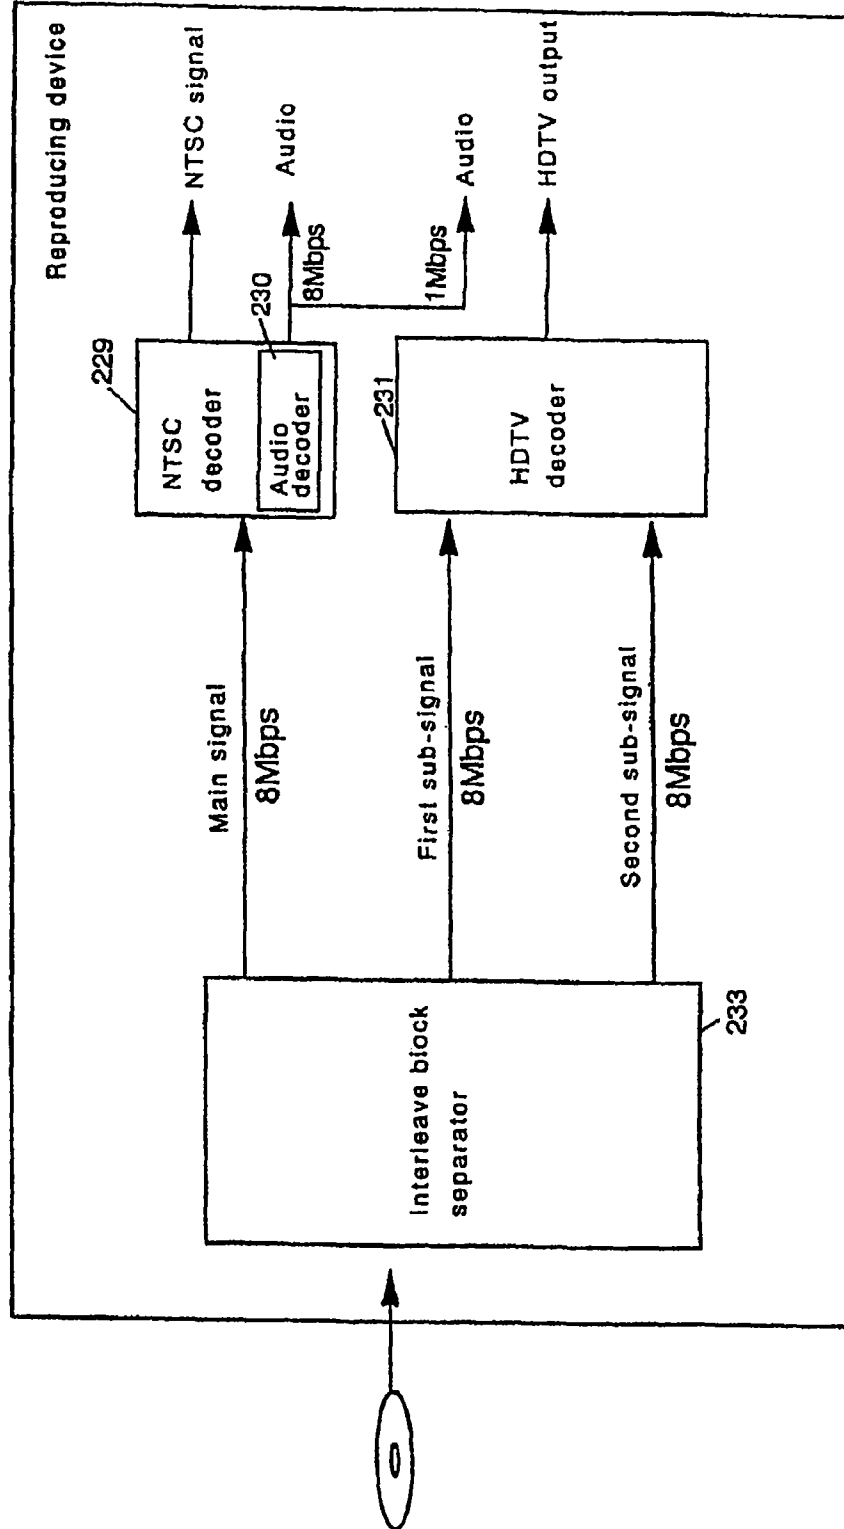 Reproducing device
229
NTSC
decoder
230
Audio
decoder
NTSC signal
8Mbps
Audio
1Mbps
Audio
Main signal
8Mbps
231
HDTV
decoder
HDTV output
First sub-signal
8Mbps
Second sub-signal
8Mbps
Interleave block
separator
233